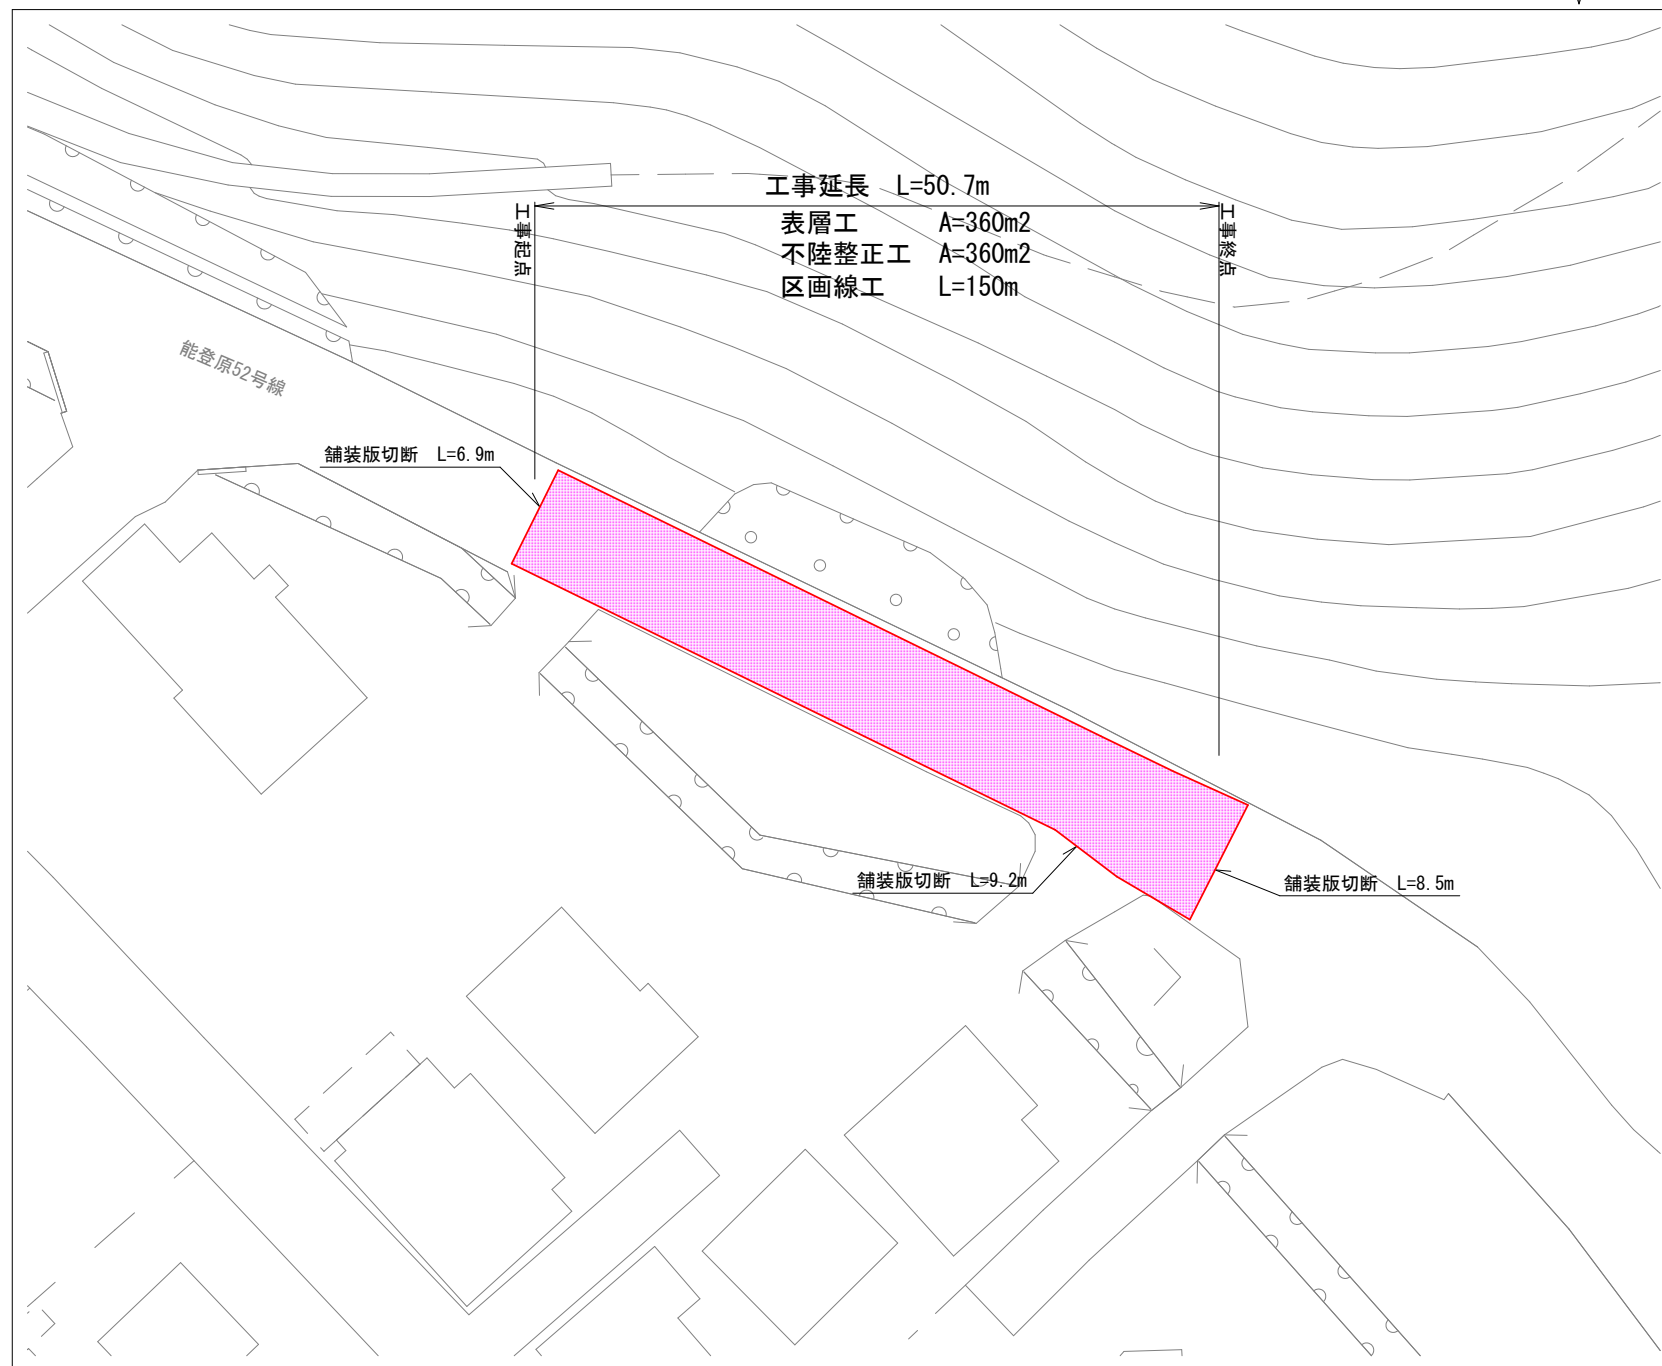 工事延長 L=50.7m
工事起点
表層工 A=360m2
不陸整正工 A=360m2
区画線工 L=150m
工事終点
能登原52号線
舗装版切断 L=6.9m
舗装版切断 L=9.2m
舗装版切断 L=8.5m